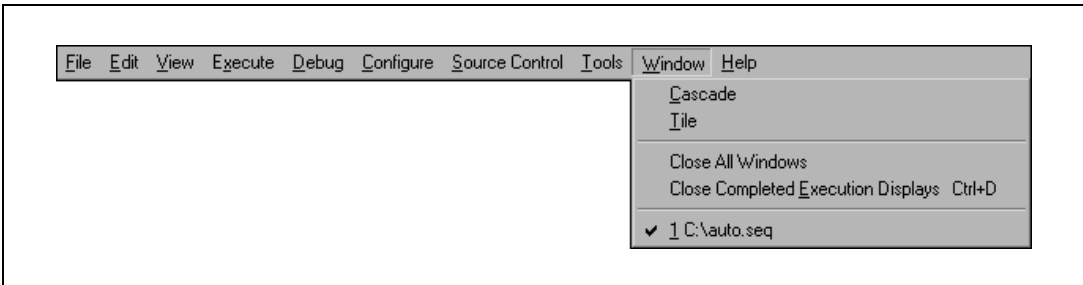 File Edit View Execute Debug Configure Source Control Tools Window Help
Cascade
Tile
Close All Windows
Close Completed Execution Displays Ctrl+D
✔ 1 C:\auto.seq